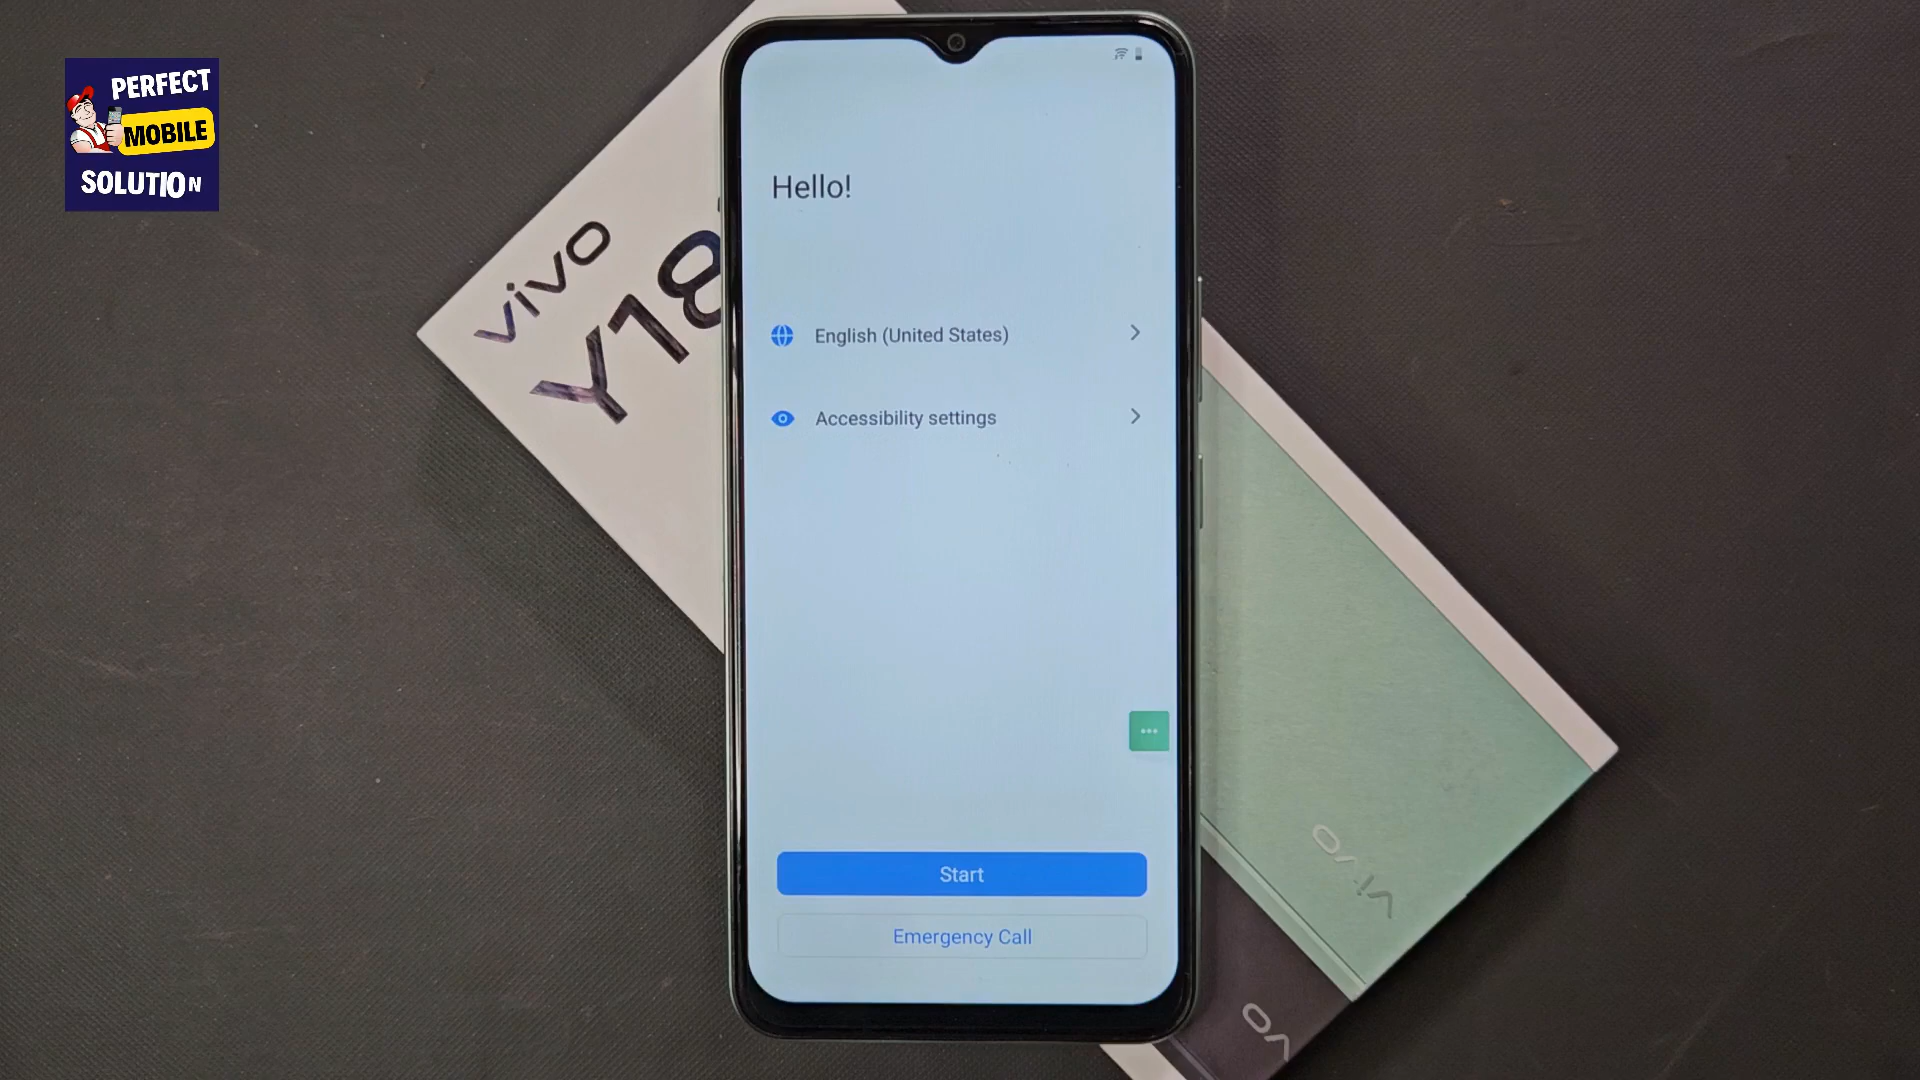 PERFECT
MOBILE
SOLUTION
vivo
Y18
Hello!
English (United States)
Accessibility settings
Start
Emergency Call
vivo